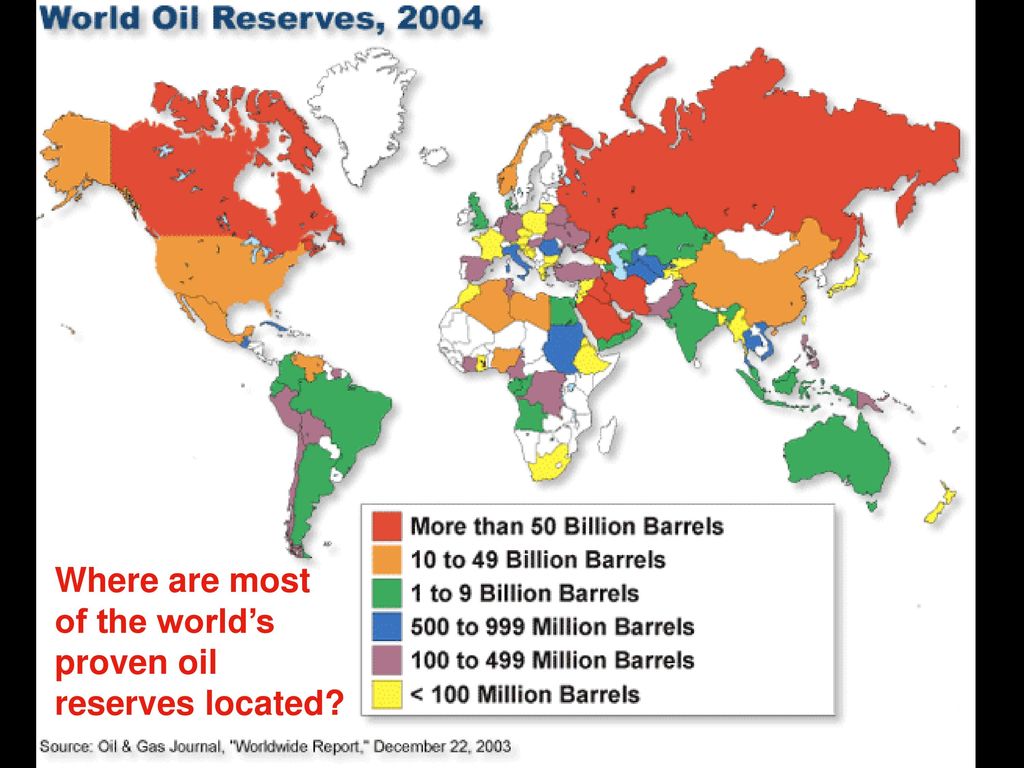 World Oil Reserves, 2004
More than 50 Billion Barrels
10 to 49 Billion Barrels
1 to 9 Billion Barrels
500 to 999 Million Barrels
100 to 499 Million Barrels
< 100 Million Barrels
Where are most
of the world’s
proven oil
reserves located?
Source: Oil & Gas Journal, "Worldwide Report," December 22, 2003